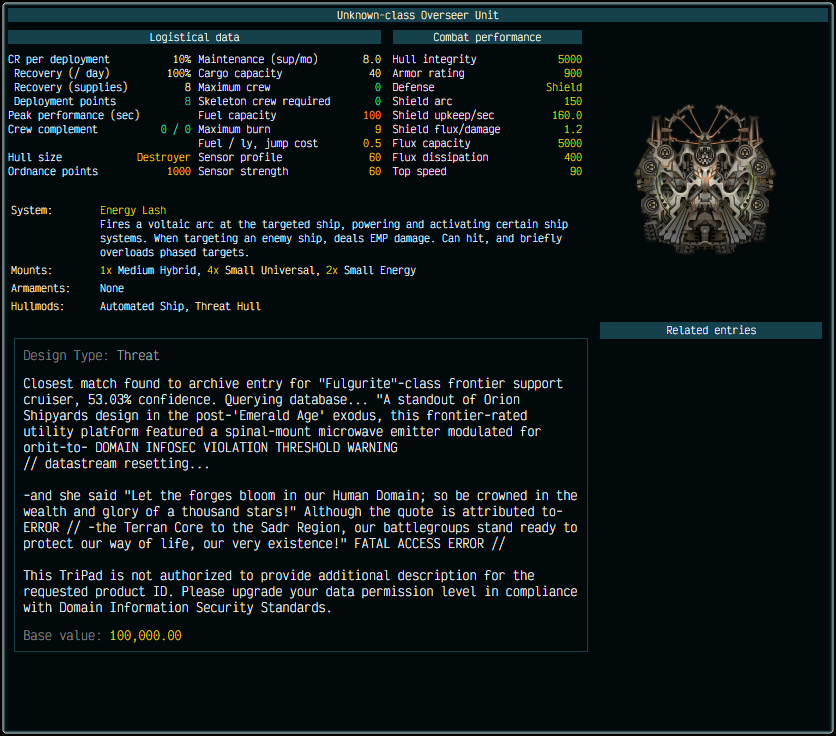 Unknown-class Overseer Unit
Logistical data
CR per deployment 10% Maintenance (sup/mo) 8.0
Recovery (/ day) 100% Cargo capacity 40
Recovery (supplies) 8 Maximum crew 0
Deployment points 8 Skeleton crew required 0
Peak performance (sec) Fuel capacity 100
Crew complement 0 / 0 Maximum burn 9
Fuel / ly, jump cost 0.5
Hull size Destroyer Sensor profile 60
Ordnance points 1000 Sensor strength 60
Combat performance
Hull integrity 5000
Armor rating 900
Defense Shield
Shield arc 150
Shield upkeep/sec 160.0
Shield flux/damage 1.2
Flux capacity 5000
Flux dissipation 400
Top speed 90
System: Energy Lash
Fires a voltaic arc at the targeted ship, powering and activating certain ship
systems. When targeting an enemy ship, deals EMP damage. Can hit, and briefly
overloads phased targets.
Mounts: 1x Medium Hybrid, 4x Small Universal, 2x Small Energy
Armaments: None
Hullmods: Automated Ship, Threat Hull
Related entries
Design Type: Threat
Closest match found to archive entry for "Fulgurite"-class frontier support
cruiser, 53.03% confidence. Querying database... "A standout of Orion
Shipyards design in the post-'Emerald Age' exodus, this frontier-rated
utility platform featured a spinal-mount microwave emitter modulated for
orbit-to- DOMAIN INFOSEC VIOLATION THRESHOLD WARNING
// datastream resetting...
-and she said "Let the forges bloom in our Human Domain; so be crowned in the
wealth and glory of a thousand stars!" Although the quote is attributed to-
ERROR // -the Terran Core to the Sadr Region, our battlegroups stand ready to
protect our way of life, our very existence!" FATAL ACCESS ERROR //
This TriPad is not authorized to provide additional description for the
requested product ID. Please upgrade your data permission level in compliance
with Domain Information Security Standards.
Base value: 100,000.00